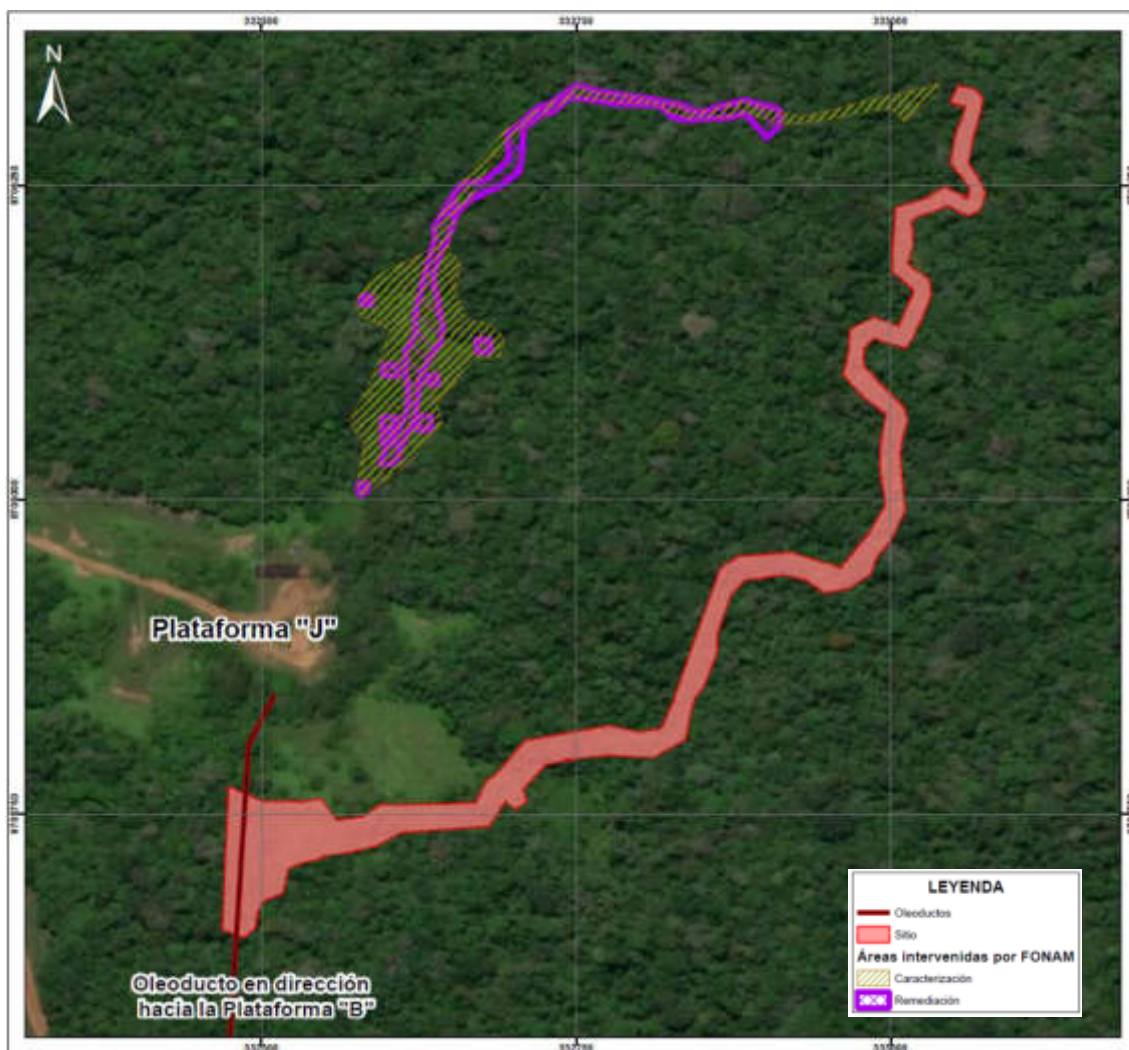 N
Plataforma "J"
Oleoducto en dirección
hacia la Plataforma "B"
LEYENDA
Oleoductos
Sitio
Áreas intervenidas por FONAM
Caracterización
Remediación